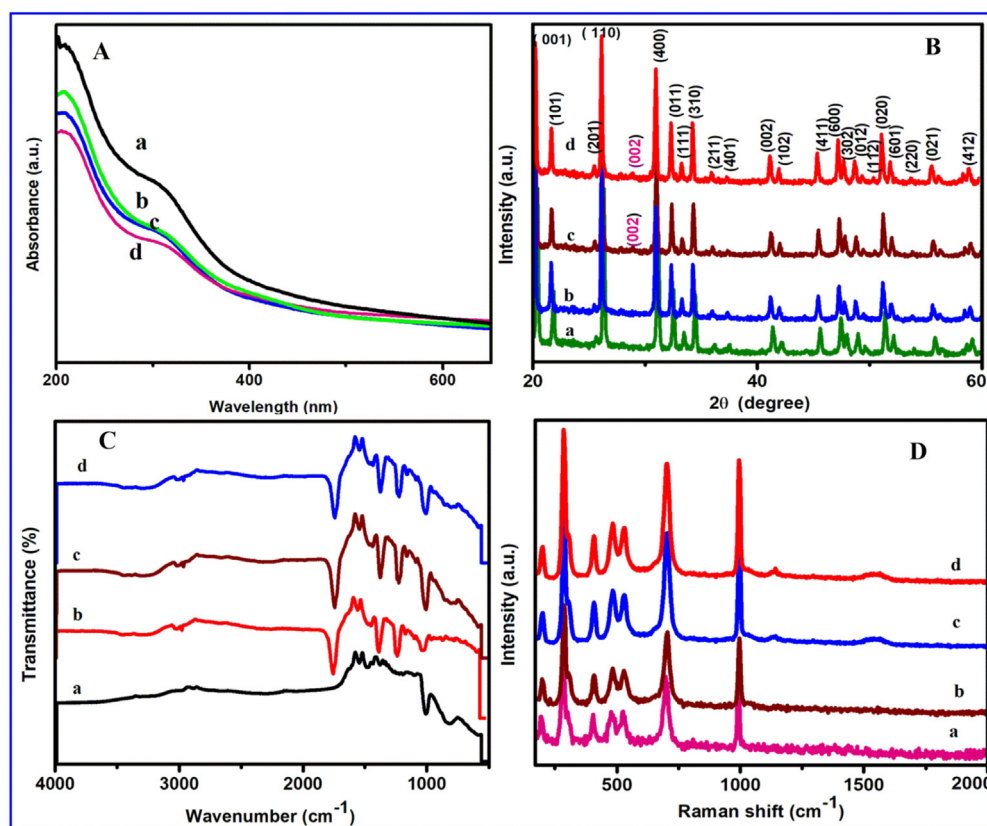 A
a
b
c
d
Absorbance (a.u.)
200
400
600
Wavelength (nm)
B
( 001)
(101)
( 110)
(201)
(002)
(400)
(011)
(111)
(310)
(211)
(401)
(002)
(102)
(411)
(600)
(302)
(012)
(112)
(020)
(601)
(220)
(021)
(412)
d
(002)
c
b
a
Intensity (a.u.)
20
30
40
50
60
2θ (degree)
C
d
c
b
a
Transmittance (%)
4000
3000
2000
1000
Wavenumber (cm-1)
D
d
c
b
a
Intensity (a.u.)
500
1000
1500
2000
Raman shift (cm-1)